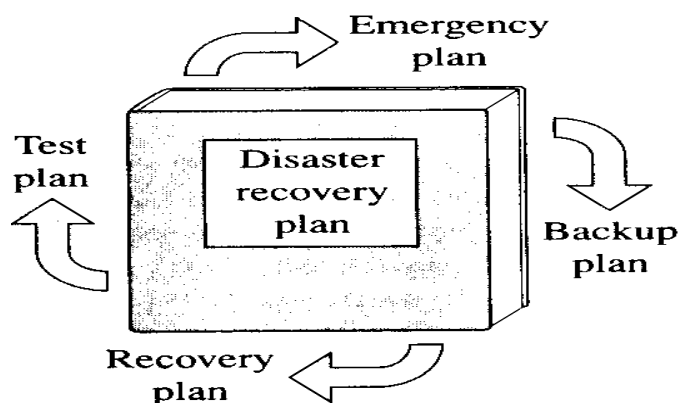 Emergency
plan
Test
plan
Disaster
recovery
plan
Backup
plan
Recovery
plan